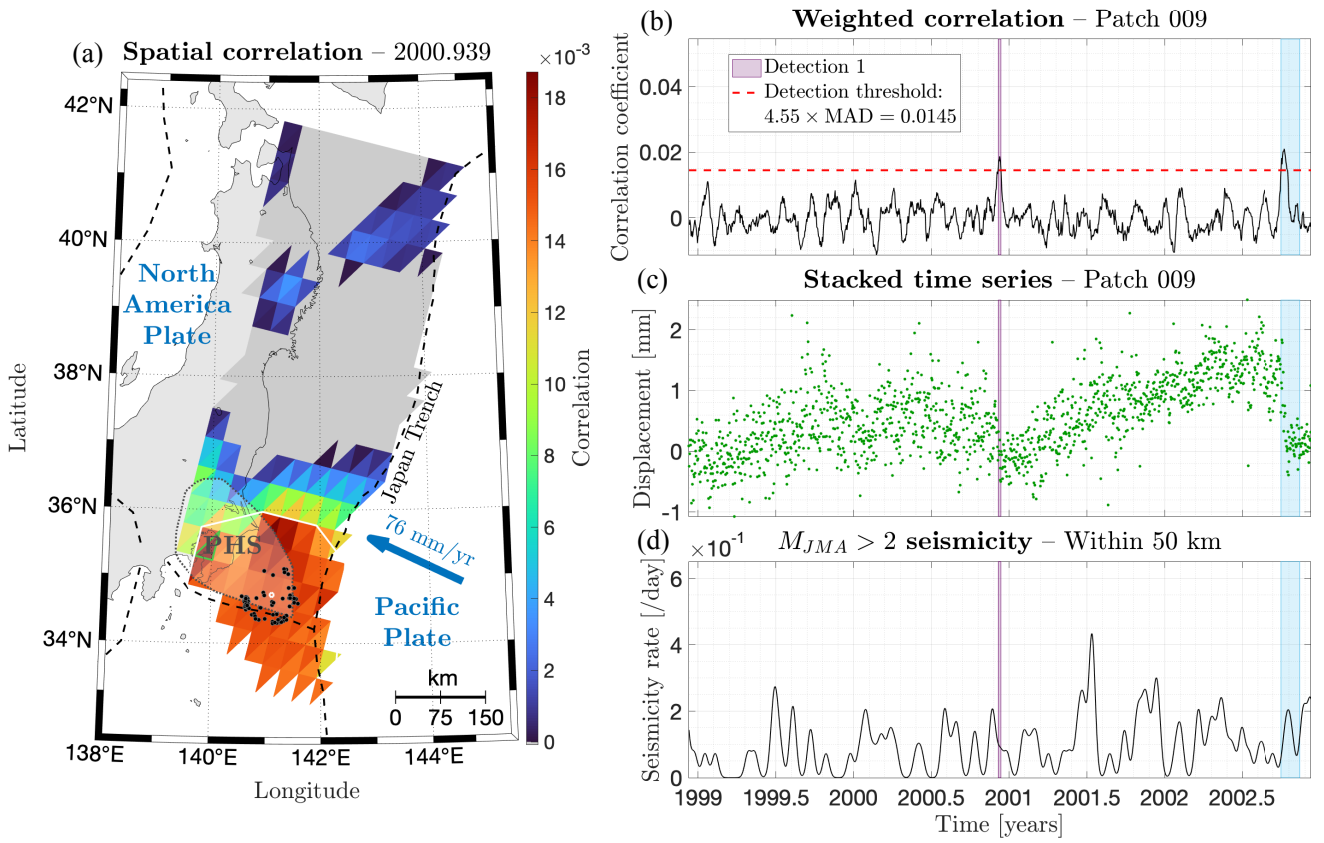 (a) Spatial correlation – 2000.939
×10⁻³
42°N
40°N
38°N
36°N
34°N
Latitude
138°E
140°E
142°E
144°E
Longitude
North
America
Plate
Japan Trench
PHS
76 mm/yr
Pacific
Plate
km
0 75 150
18
16
14
12
10
8
6
4
2
0
Correlation
(b) Weighted correlation – Patch 009
Correlation coefficient
0.04
0.02
0
Detection 1
Detection threshold:
4.55 × MAD = 0.0145
(c) Stacked time series – Patch 009
Displacement [mm]
2
1
0
-1
(d) ×10⁻¹ M_JMA > 2 seismicity – Within 50 km
Seismicity rate [/day]
6
4
2
0
1999 1999.5 2000 2000.5 2001 2001.5 2002 2002.5
Time [years]